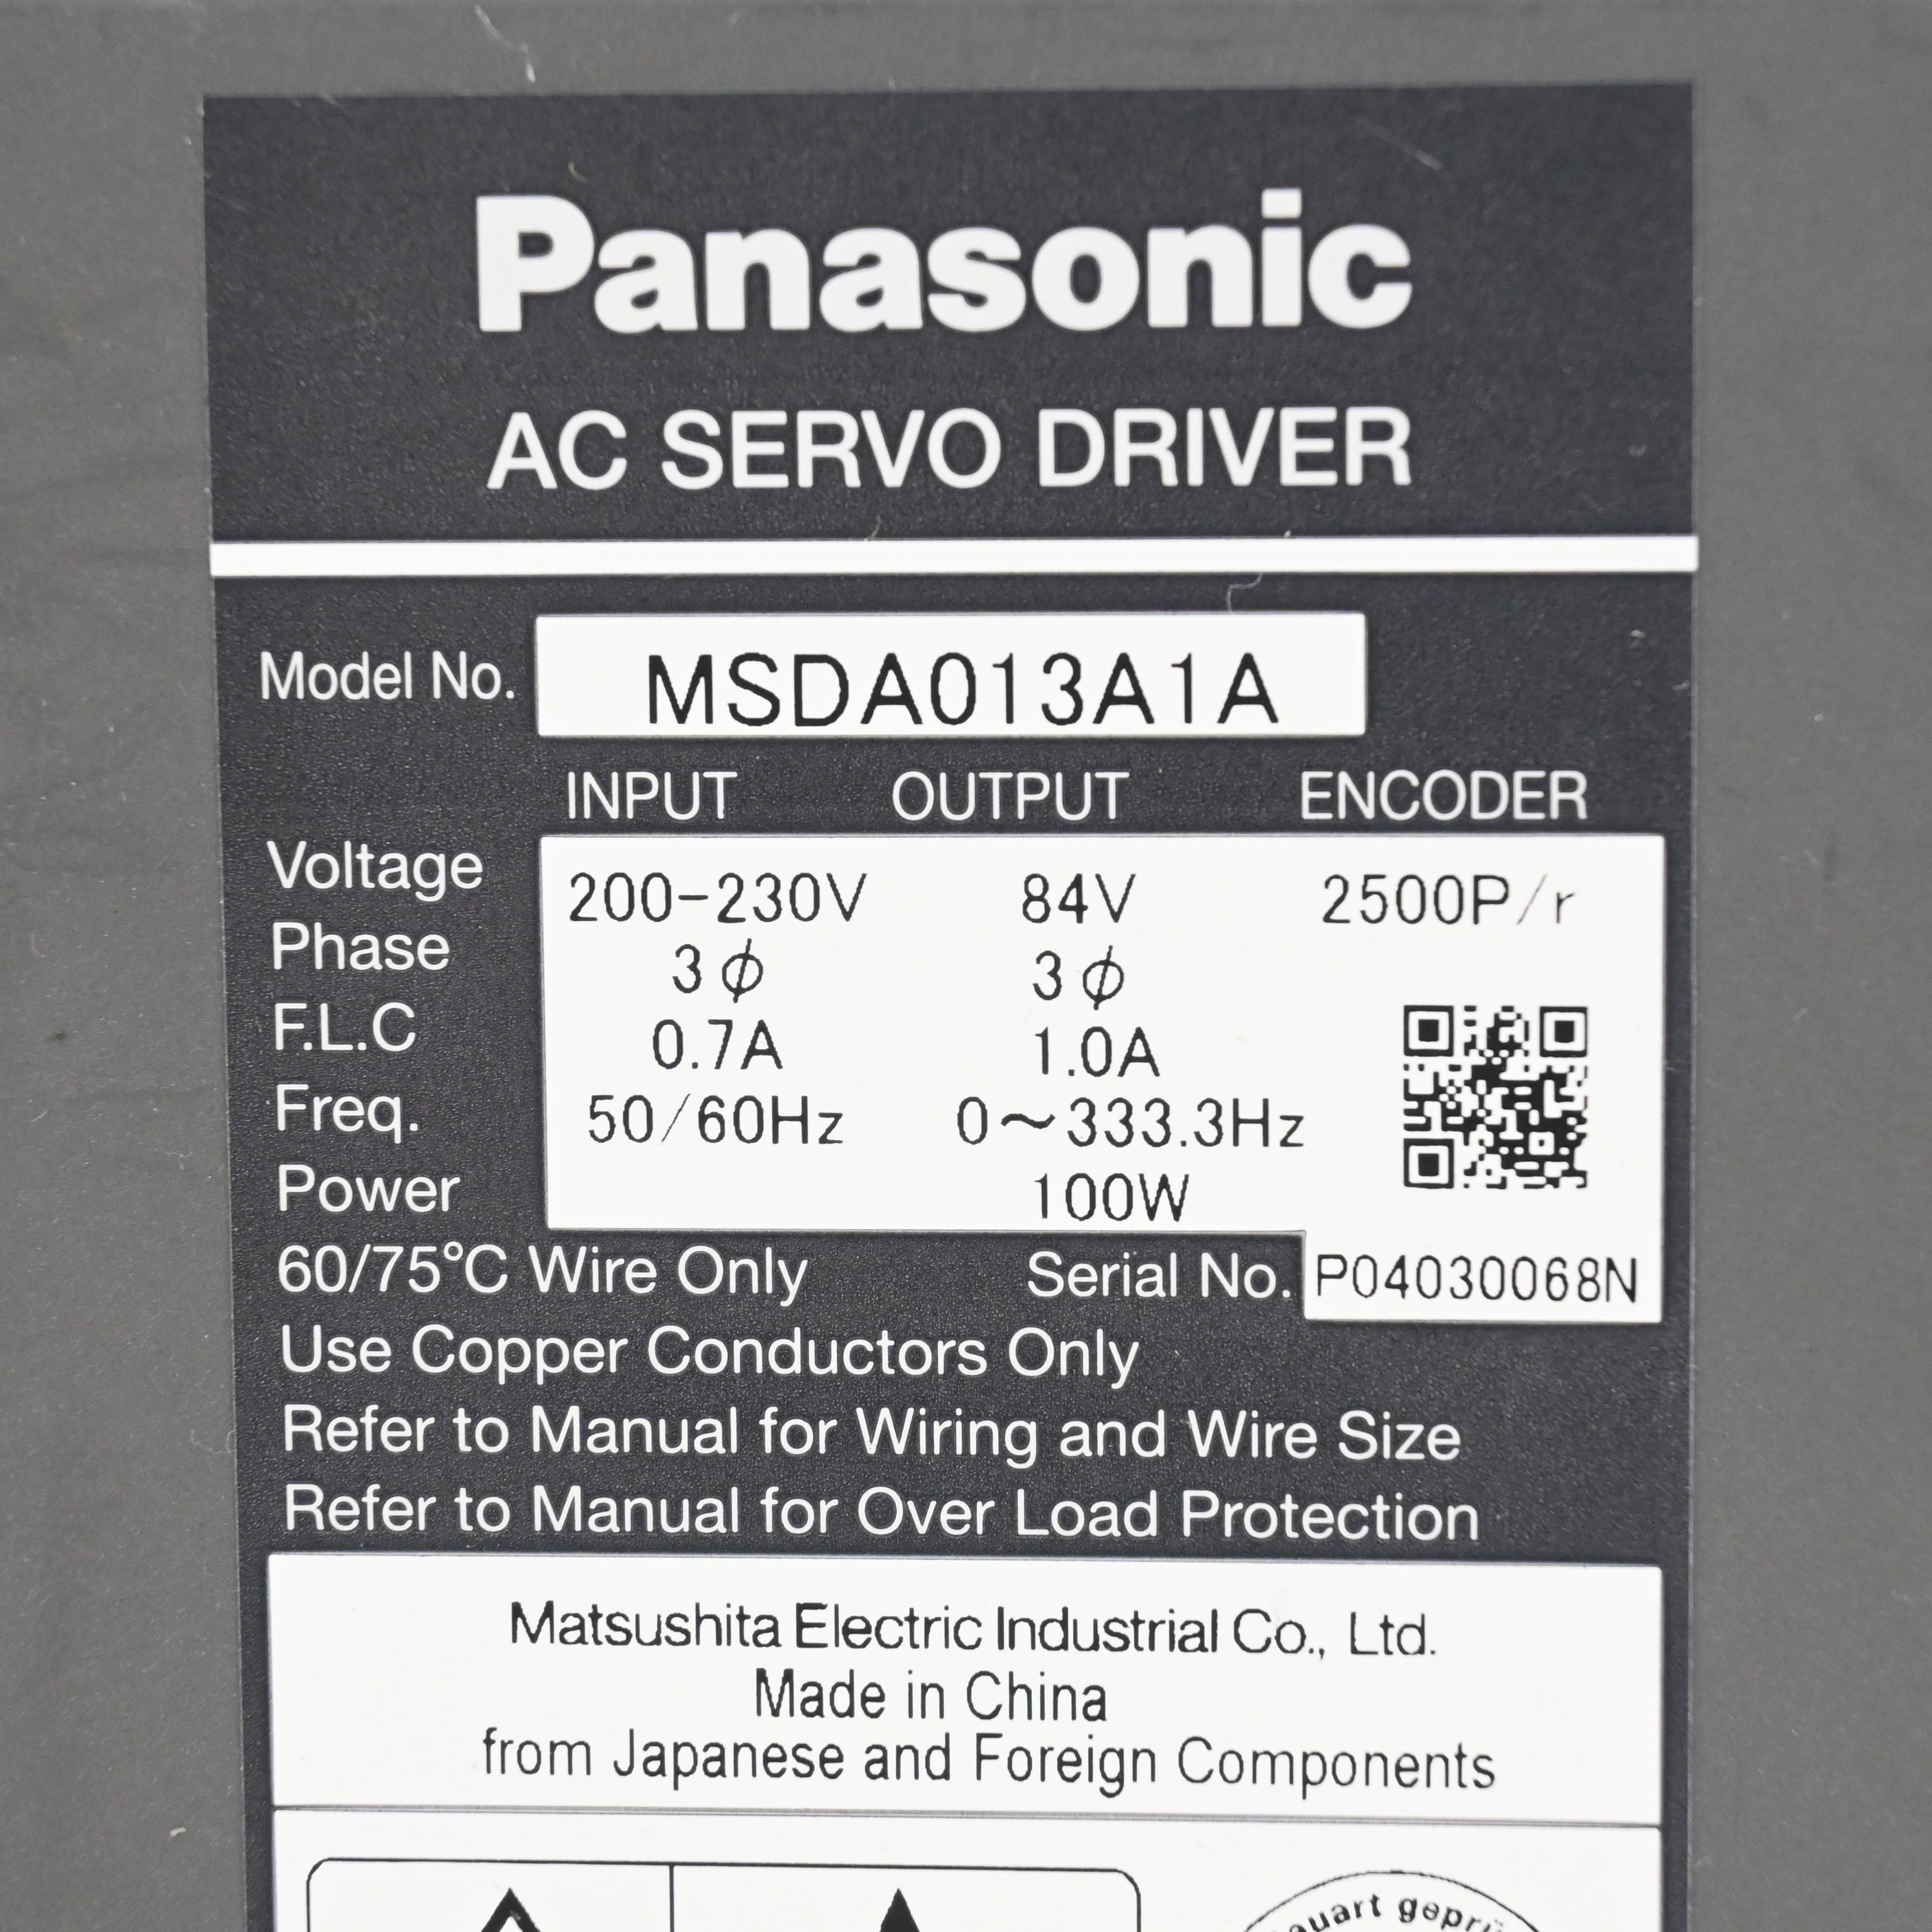 Panasonic
AC SERVO DRIVER
Model No. MSDA013A1A
INPUT OUTPUT ENCODER
Voltage 200-230V 84V 2500P/r
Phase 3ϕ 3ϕ
F.L.C 0.7A 1.0A
Freq. 50/60Hz 0～333.3Hz
Power 100W
60/75°C Wire Only Serial No. P04030068N
Use Copper Conductors Only
Refer to Manual for Wiring and Wire Size
Refer to Manual for Over Load Protection
Matsushita Electric Industrial Co., Ltd.
Made in China
from Japanese and Foreign Components